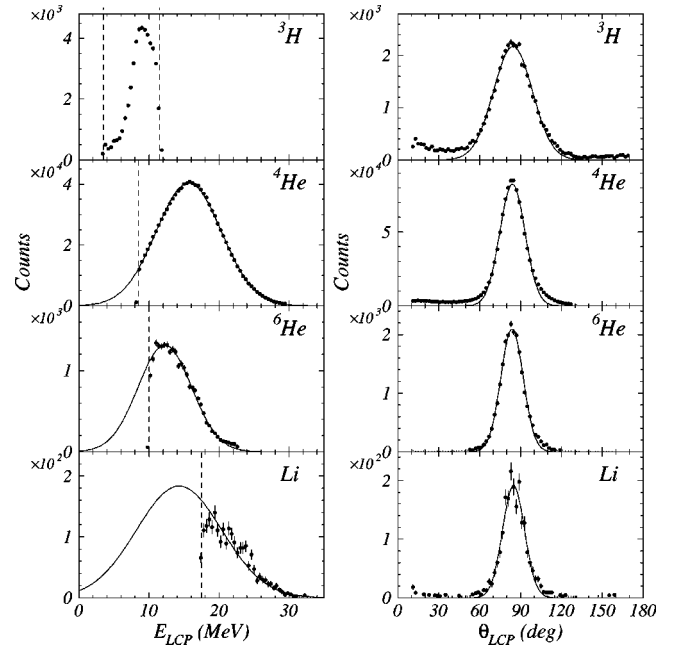 ×10³ ³H ×10³ ³H
4 3
2 2
1
0 0
×10⁴ ⁴He ×10⁴ ⁴He
4 10
2 5
0 0
×10³ ⁶He ×10³ ⁶He
1 2
1
0 0
×10² Li ×10² Li
2 2
1 1
0 0
Counts Counts
0 10 20 30 0 30 60 90 120 150 180
E_LCP (MeV) θ_LCP (deg)